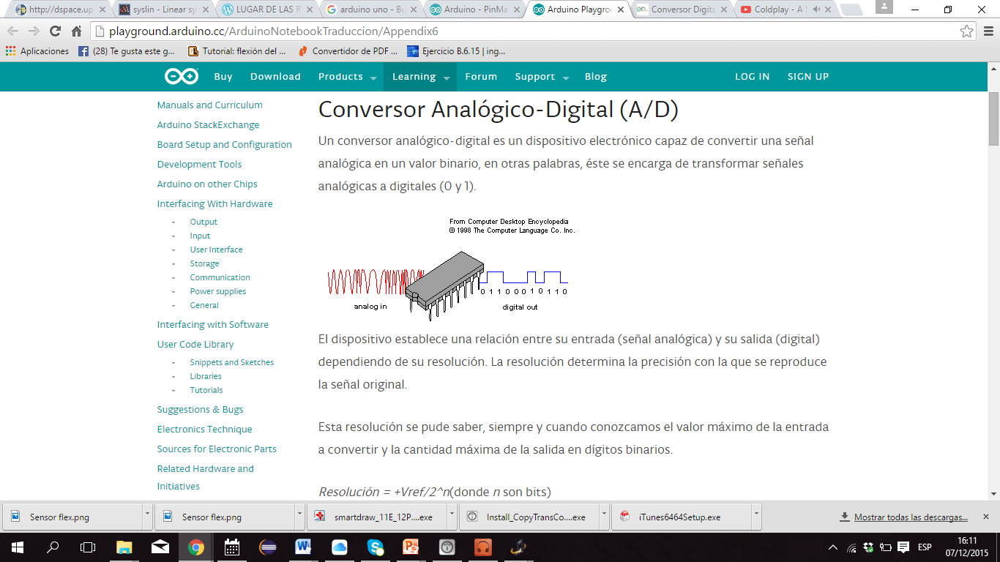 http://dspace.up
syslin - Linear sy
LUGAR DE LAS R
arduino uno - Bu
Arduino - PinMa
Arduino Playgrou
Conversor Digita
Coldplay - A S
playground.arduino.cc/ArduinoNotebookTraduccion/Appendix6
Aplicaciones
(28) Te gusta este g...
Tutorial: flexión del ...
Convertidor de PDF ...
Ejercicio B.6.15 | ing...
Buy
Download
Products
Learning
Forum
Support
Blog
LOG IN
SIGN UP
Manuals and Curriculum
Arduino StackExchange
Board Setup and Configuration
Development Tools
Arduino on other Chips
Interfacing With Hardware
- Output
- Input
- User Interface
- Storage
- Communication
- Power supplies
- General
Interfacing with Software
User Code Library
- Snippets and Sketches
- Libraries
- Tutorials
Suggestions & Bugs
Electronics Technique
Sources for Electronic Parts
Related Hardware and
Initiatives
Conversor Analógico-Digital (A/D)
Un conversor analógico-digital es un dispositivo electrónico capaz de convertir una señal
analógica en un valor binario, en otras palabras, éste se encarga de transformar señales
analógicas a digitales (0 y 1).
From Computer Desktop Encyclopedia
© 1998 The Computer Language Co. Inc.
0 1 1 0 0 0 1 0 1 1 0
analog in
digital out
El dispositivo establece una relación entre su entrada (señal analógica) y su salida (digital)
dependiendo de su resolución. La resolución determina la precisión con la que se reproduce
la señal original.
Esta resolución se pude saber, siempre y cuando conozcamos el valor máximo de la entrada
a convertir y la cantidad máxima de la salida en dígitos binarios.
Resolución = +Vref/2^n(donde n son bits)
Sensor flex.png
Sensor flex.png
smartdraw_11E_12P....exe
Install_CopyTransCo....exe
iTunes6464Setup.exe
Mostrar todas las descargas...
ESP
16:11
07/12/2015